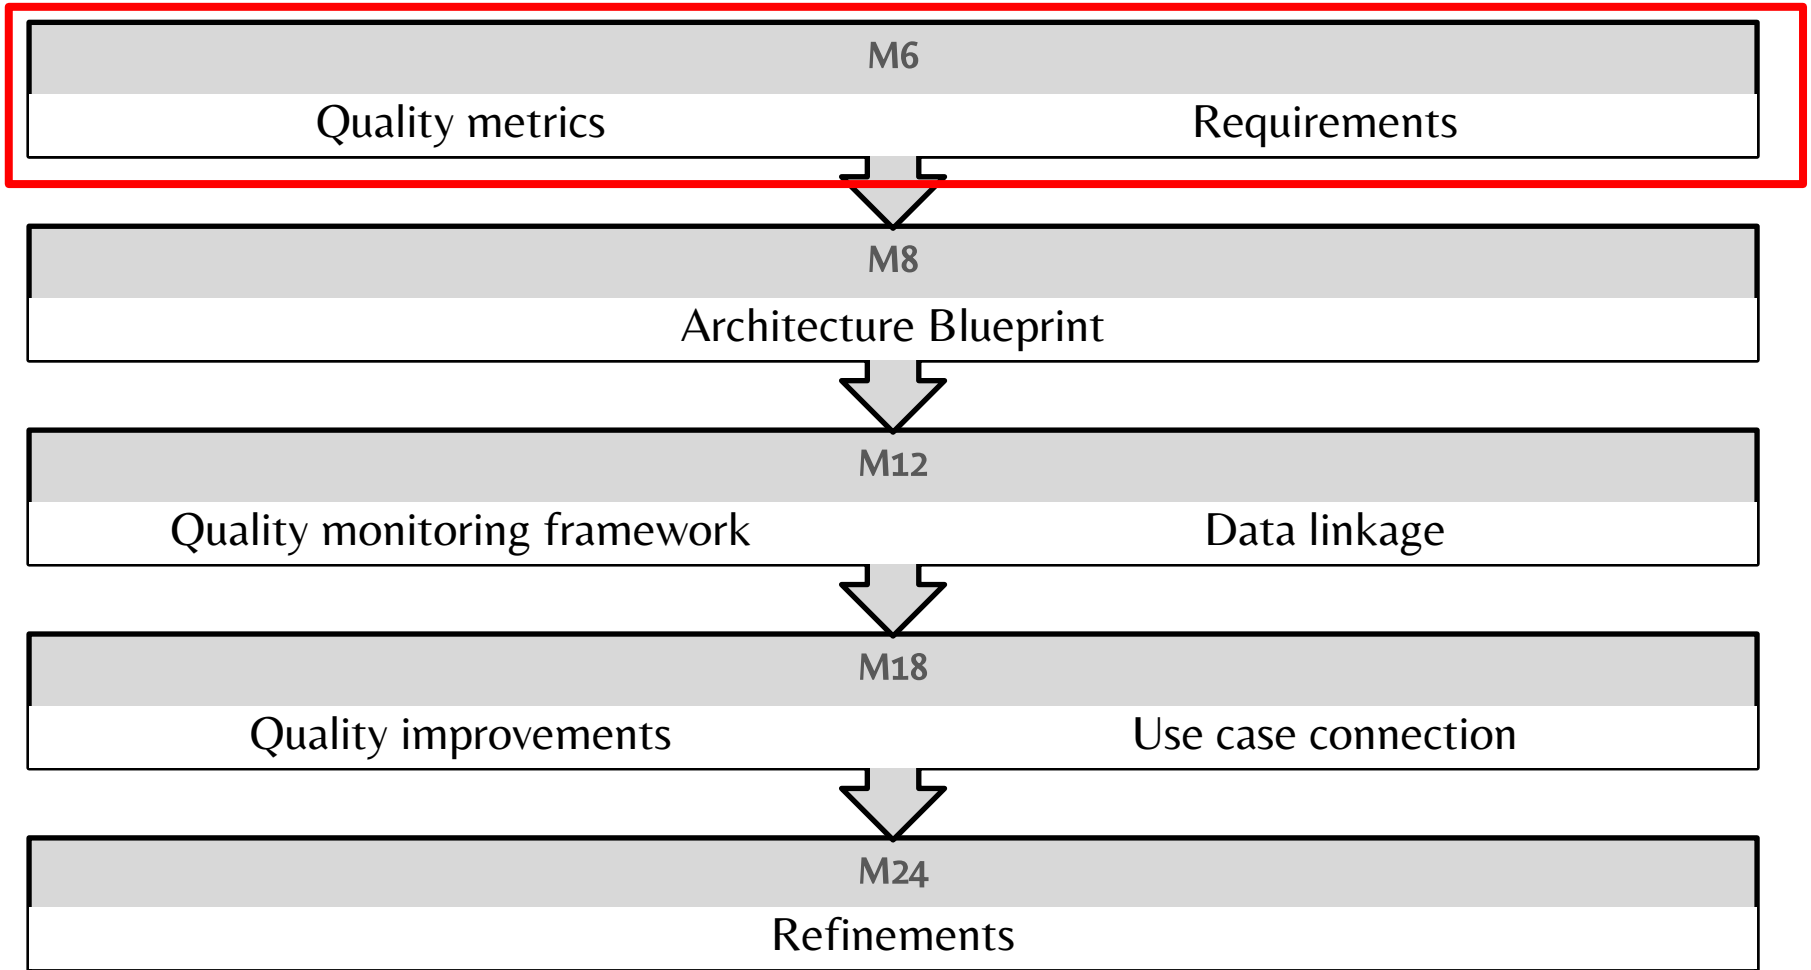 M6
Quality metrics Requirements
M8
Architecture Blueprint
M12
Quality monitoring framework Data linkage
M18
Quality improvements Use case connection
M24
Refinements